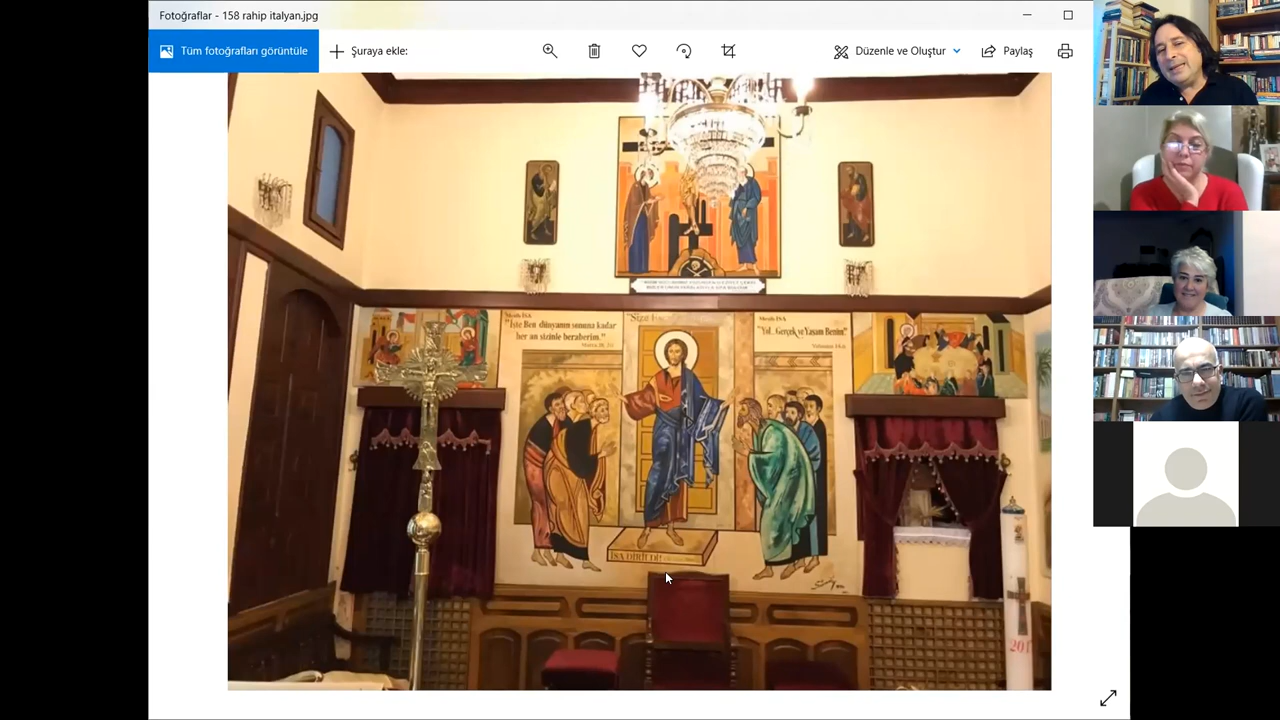 Fotoğraflar - 158 rahip italyan.jpg
Tüm fotoğrafları görüntüle
Şuraya ekle:
Düzenle ve Oluştur
Paylaş
Mesih İSA
"İşte Ben dünyanın sonuna kadar
her an sizinle beraberim."
Mesih İSA
"Yol, Gerçek ve Yaşam Benim"
İSA DİRİLDİ!
201